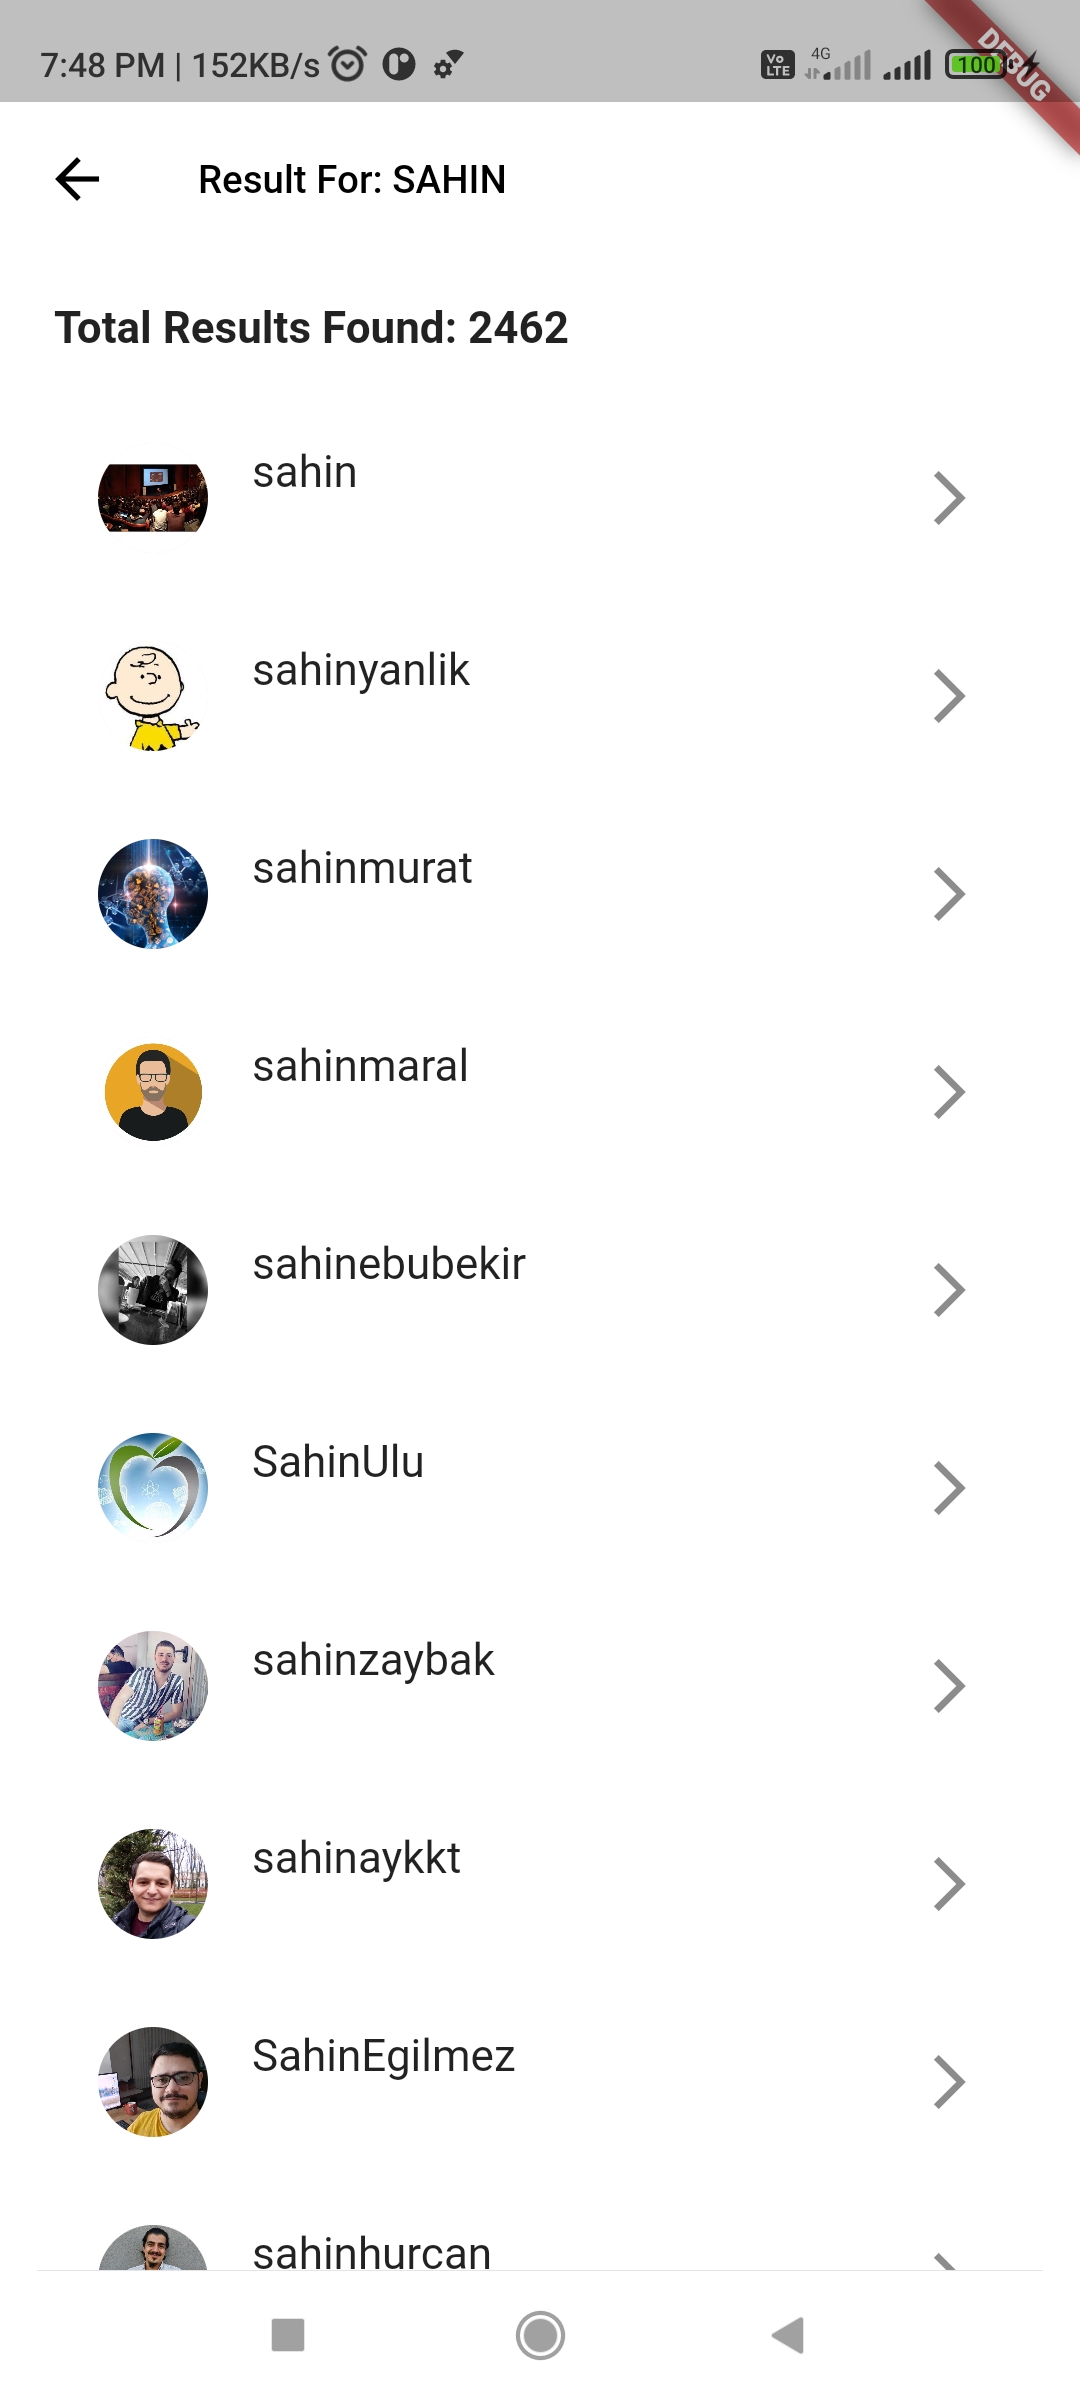 7:48 PM | 152KB/s
Vo LTE
4G
100
DEBUG
Result For: SAHIN
Total Results Found: 2462
sahin
sahinyanlik
sahinmurat
sahinmaral
sahinebubekir
SahinUlu
sahinzaybak
sahinaykkt
SahinEgilmez
sahinhurcan